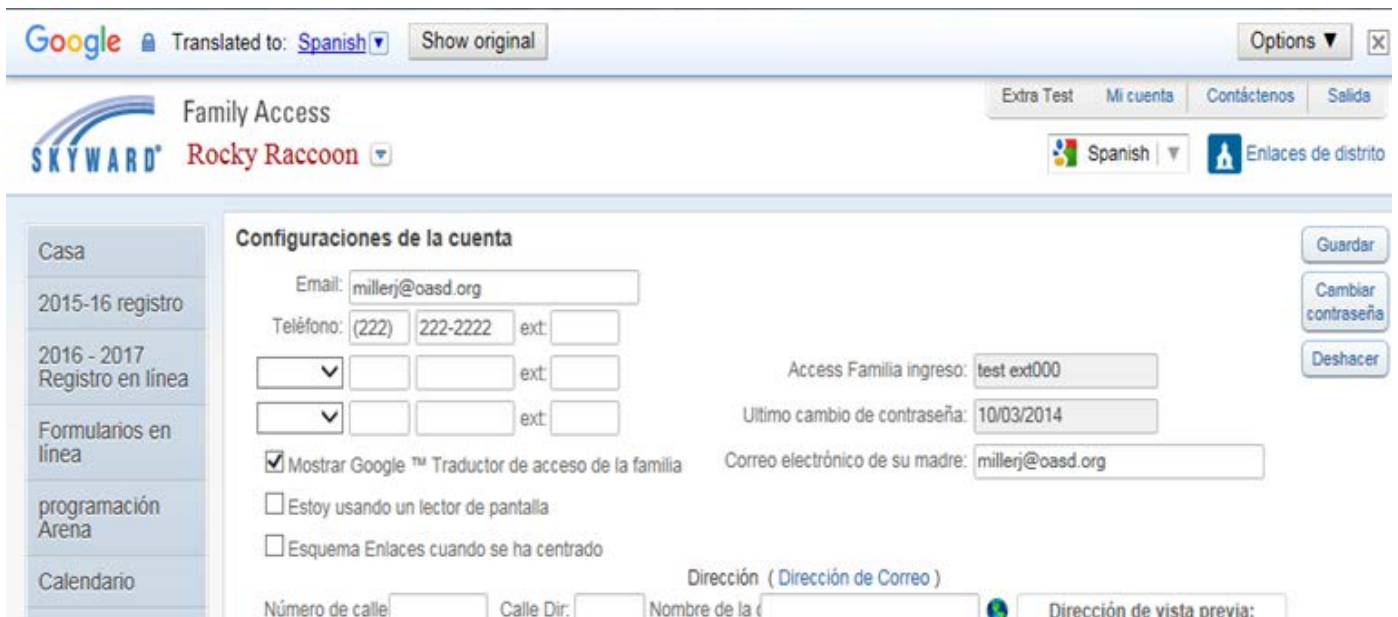 Google Translated to: Spanish Show original Options
Extra Test Mi cuenta Contáctenos Salida
Family Access
SKYWARD
Rocky Raccoon
Spanish Enlaces de distrito
Casa
2015-16 registro
2016 - 2017
Registro en línea
Formularios en
línea
programación
Arena
Calendario
Configuraciones de la cuenta
Email: millerj@oasd.org
Teléfono: (222) 222-2222 ext:
ext:
ext:
Access Familia ingreso: test ext000
Ultimo cambio de contraseña: 10/03/2014
Correo electrónico de su madre: millerj@oasd.org
Mostrar Google ™ Traductor de acceso de la familia
Estoy usando un lector de pantalla
Esquema Enlaces cuando se ha centrado
Dirección ( Dirección de Correo )
Número de calle Calle Dir: Nombre de la Dirección de vista previa:
Guardar
Cambiar
contraseña
Deshacer